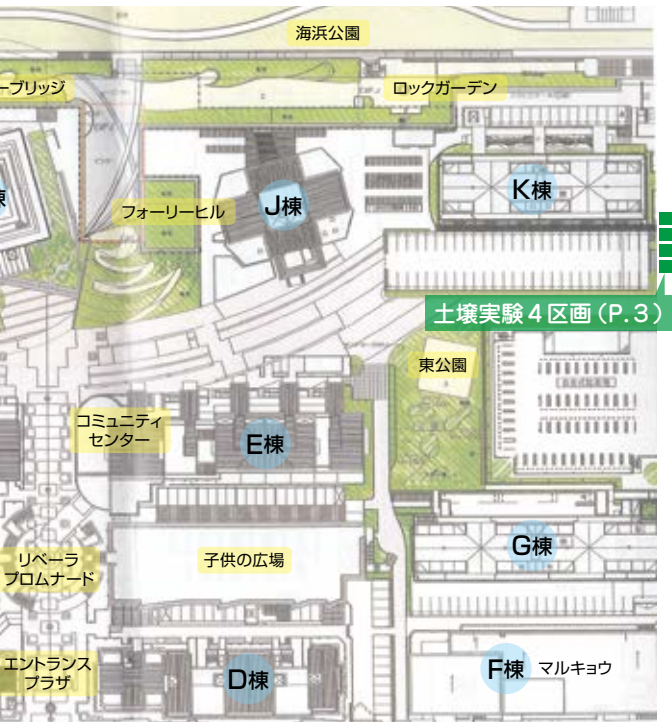 海浜公園
ーブリッジ
ロックガーデン
棟
フォーリーヒル
J棟
K棟
土壌実験4区画(P.3)
東公園
コミュニティ
センター
E棟
リベーラ
プロムナード
子供の広場
G棟
エントランス
プラザ
D棟
F棟 マルキョウ